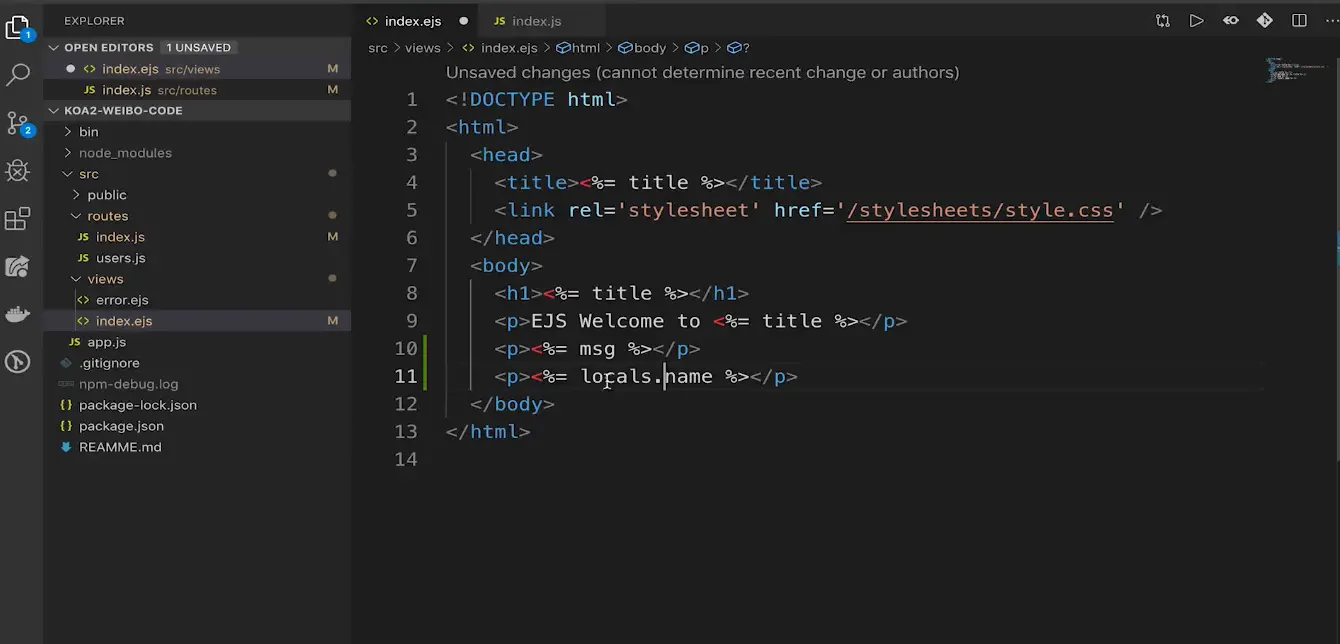 EXPLORER
OPEN EDITORS 1 UNSAVED
index.ejs src/views M
index.js src/routes M
KOA2-WEIBO-CODE
bin
node_modules
src
public
routes
index.js M
users.js
views
error.ejs
index.ejs M
app.js
.gitignore
npm-debug.log
package-lock.json
package.json
REAMME.md
1
2
index.ejs
JS index.js
src > views > index.ejs > html > body > p > ?
Unsaved changes (cannot determine recent change or authors)
1 <!DOCTYPE html>
2 <html>
3 <head>
4 <title><%= title %></title>
5 <link rel='stylesheet' href='/stylesheets/style.css' />
6 </head>
7 <body>
8 <h1><%= title %></h1>
9 <p>EJS Welcome to <%= title %></p>
10 <p><%= msg %></p>
11 <p><%= locals.name %></p>
12 </body>
13 </html>
14